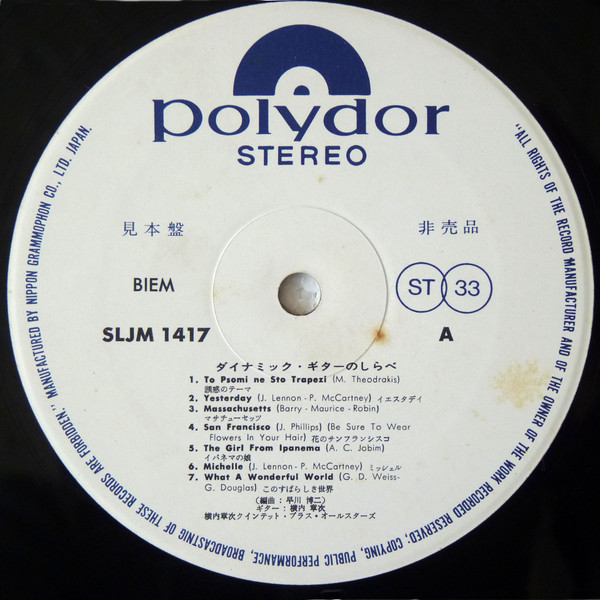 polydor
STEREO
見本盤
非売品
BIEM
ST 33
SLJM 1417
A
ダイナミック・ギターのしらべ
1. To Psomi ne Sto Trapezi (M. Theodrakis)
誘惑のテーマ
2. Yesterday (J. Lennon - P. McCartney) イエスタデイ
3. Massachusetts (Barry - Maurice - Robin)
マサチューセッツ
4. San Francisco (J. Phillips) (Be Sure To Wear
Flowers In Your Hair) 花のサンフランシスコ
5. The Girl From Ipanema (A. C. Jobim)
イパネマの娘
6. Michelle (J. Lennon - P. McCartney) ミッシェル
7. What A Wonderful World (G. D. Weiss-
G. Douglas) このすばらしき世界
(編曲：早川 博二)
ギター：横内 章次
横内章次クインテット・プラス・オールスターズ
"ALL RIGHTS OF THE RECORD MANUFACTURER AND OF THE OWNER OF THE WORK RECORDED RESERVED. COPYING, PUBLIC PERFORMANCE, BROADCASTNIG OF THESE RECORDS ARE FORBIDDEN" MANUFACTURED BY NIPPON GRAMMOPHON CO., LTD. JAPAN.